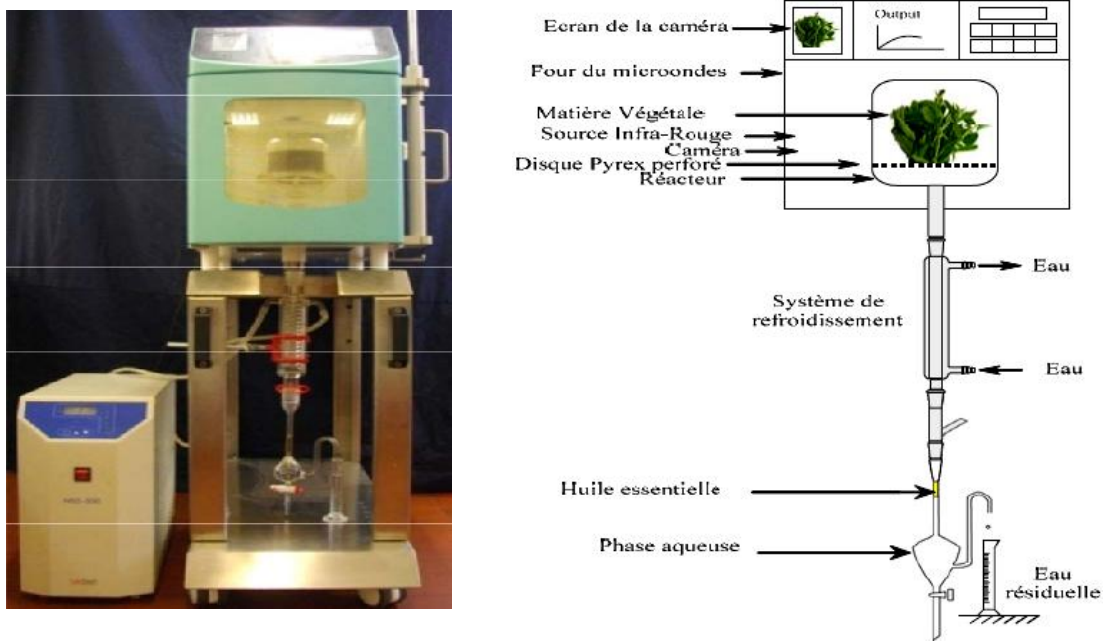 Ecran de la caméra
Output
Four du microondes
Matière Végétale
Source Infra-Rouge
Caméra
Disque Pyrex perforé
Réacteur
Eau
Système de
refroidissement
Eau
Huile essentielle
Phase aqueuse
Eau
résiduelle